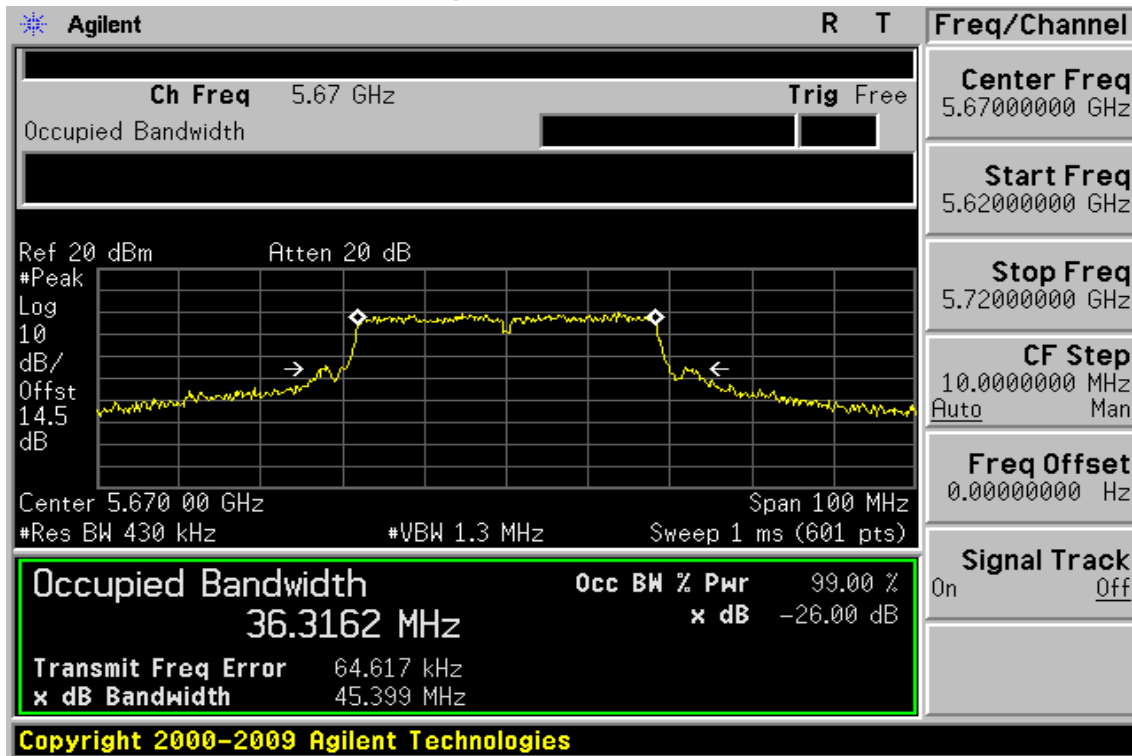 Agilent R T Freq/Channel
Ch Freq 5.67 GHz Trig Free
Occupied Bandwidth
Center Freq
5.67000000 GHz
Start Freq
5.62000000 GHz
Stop Freq
5.72000000 GHz
CF Step
10.0000000 MHz
Auto Man
Freq Offset
0.00000000 Hz
Signal Track
On Off
Ref 20 dBm Atten 20 dB
#Peak
Log
10
dB/
Offst
14.5
dB
Center 5.670 00 GHz Span 100 MHz
#Res BW 430 kHz #VBW 1.3 MHz Sweep 1 ms (601 pts)
Occupied Bandwidth Occ BW % Pwr 99.00 %
36.3162 MHz x dB -26.00 dB
Transmit Freq Error 64.617 kHz
x dB Bandwidth 45.399 MHz
Copyright 2000-2009 Agilent Technologies